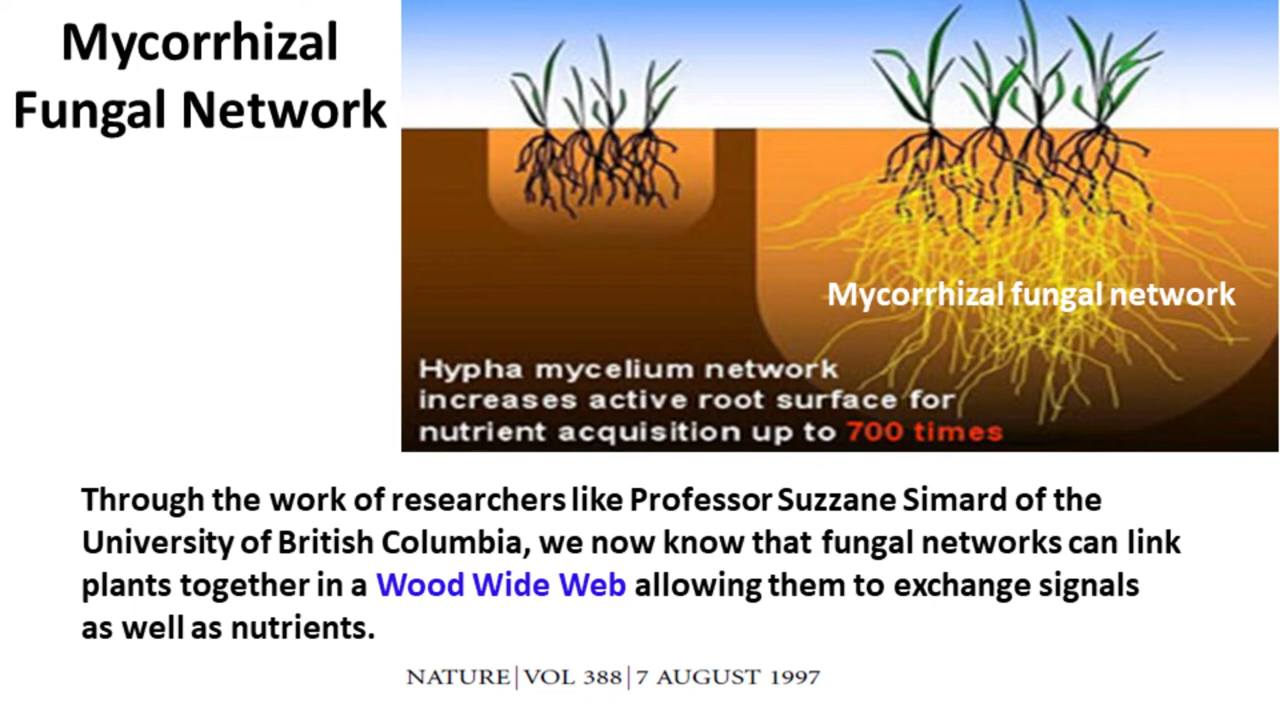 Mycorrhizal
Fungal Network
Mycorrhizal fungal network
Hypha mycelium network
increases active root surface for
nutrient acquisition up to 700 times
Through the work of researchers like Professor Suzzane Simard of the
University of British Columbia, we now know that fungal networks can link
plants together in a Wood Wide Web allowing them to exchange signals
as well as nutrients.
NATURE|VOL 388|7 AUGUST 1997